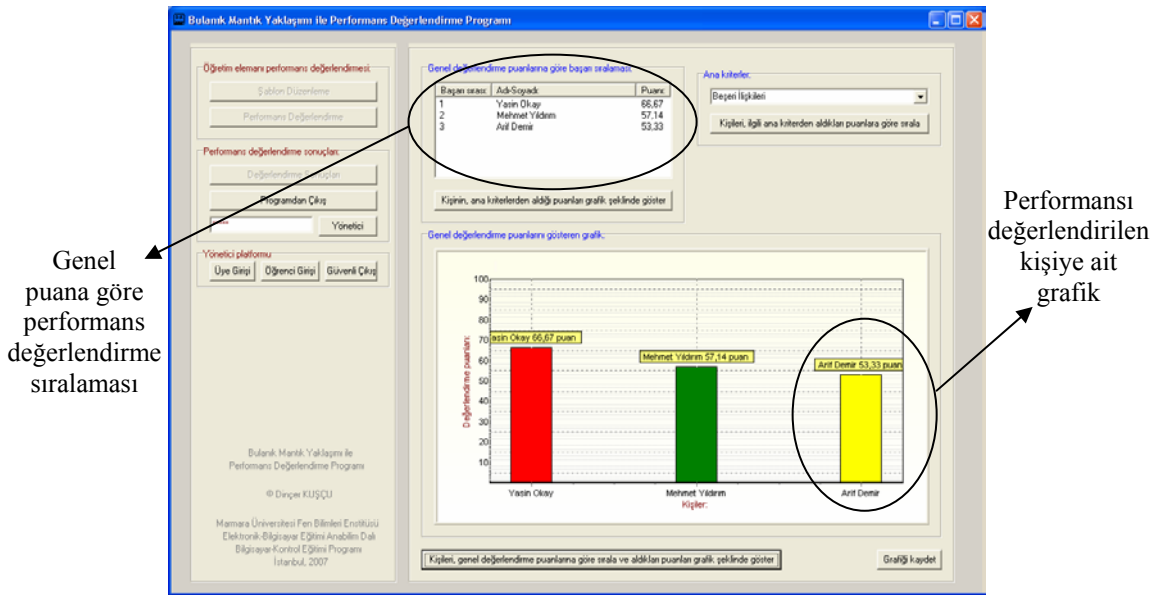 Bulanık Mantık Yaklaşımı ile Performans Değerlendirme Programı
Öğretim elemanı performans değerlendirmesi:
Şablon Düzenleme
Performans Değerlendirme
Performans değerlendirme sonuçları:
Değerlendirme Sonuçları
Programdan Çıkış
Yönetici
Yönetici platformu
Üye Girişi
Öğrenci Girişi
Güvenli Çıkış
Bulanık Mantık Yaklaşımı ile
Performans Değerlendirme Programı
© Dinçer KUŞÇU
Marmara Üniversitesi Fen Bilimleri Enstitüsü
Elektronik-Bilgisayar Eğitimi Anabilim Dalı
Bilgisayar-Kontrol Eğitimi Programı
İstanbul, 2007
Genel değerlendirme puanlarına göre başarı sıralaması:
Başarı sırası: Adı-Soyadı: Puanı:
1 Yasin Okay 66,67
2 Mehmet Yıldırım 57,14
3 Arif Demir 53,33
Kişinin, ana kriterlerden aldığı puanları grafik şeklinde göster
Ana kriterler:
Beşeri İlişkileri
Kişileri, ilgili ana kriterden aldıkları puanlara göre sırala
Genel değerlendirme puanlarını gösteren grafik:
Değerlendirme puanları:
100
90
80
70
60
50
40
30
20
10
asin Okay 66,67 puan
Mehmet Yıldırım 57,14 puan
Arif Demir 53,33 puan
Yasin Okay
Mehmet Yıldırım
Arif Demir
Kişiler:
Kişileri, genel değerlendirme puanlarına göre sırala ve aldıkları puanları grafik şeklinde göster
Grafiği kaydet
Genel
puana göre
performans
değerlendirme
sıralaması
Performansı
değerlendirilen
kişiye ait
grafik